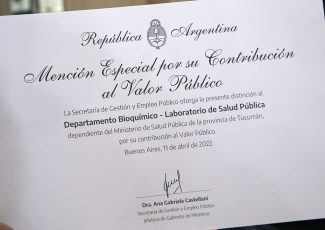 República Argentina
Mención Especial por su Contribución
al Valor Público
La Secretaría de Gestión y Empleo Público otorga la presente distinción al
Departamento Bioquímico - Laboratorio de Salud Pública
dependiente del Ministerio de Salud Pública de la provincia de Tucumán,
por su contribución al Valor Público.
Buenos Aires, 11 de abril de 2022.
Dra. Ana Gabriela Castellani
Secretaria de Gestión y Empleo Público
Jefatura de Gabinete de Ministros